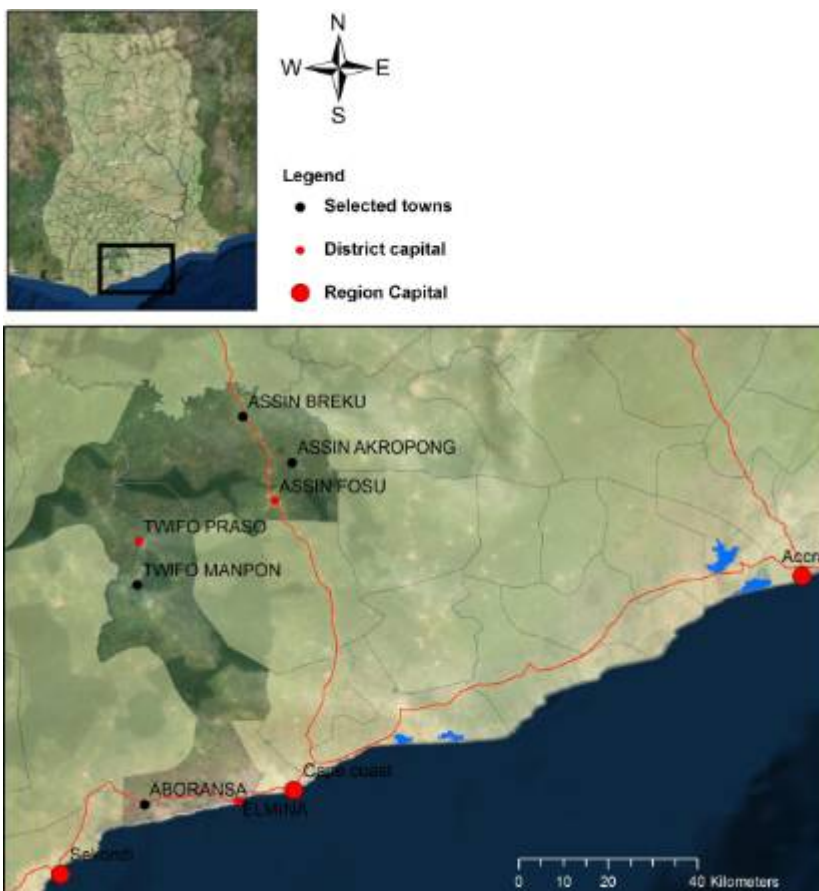 N
W E
S
Legend
Selected towns
District capital
Region Capital
ASSIN BREKU
ASSIN AKROPONG
ASSIN FOSU
TWIFO PRASO
TWIFO MANPON
Accra
Cape coast
ABORANSA
ELMINA
Sekondi
0 10 20 40 Kilometers